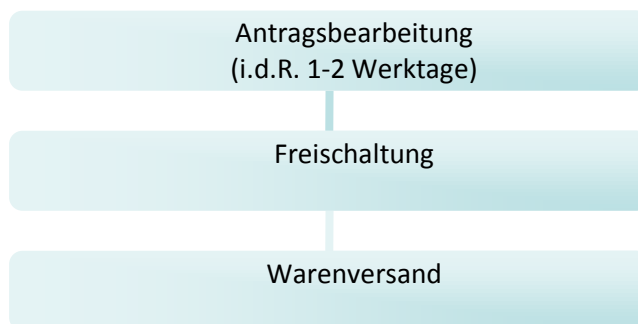 Antragsbearbeitung
(i.d.R. 1-2 Werktage)
Freischaltung
Warenversand